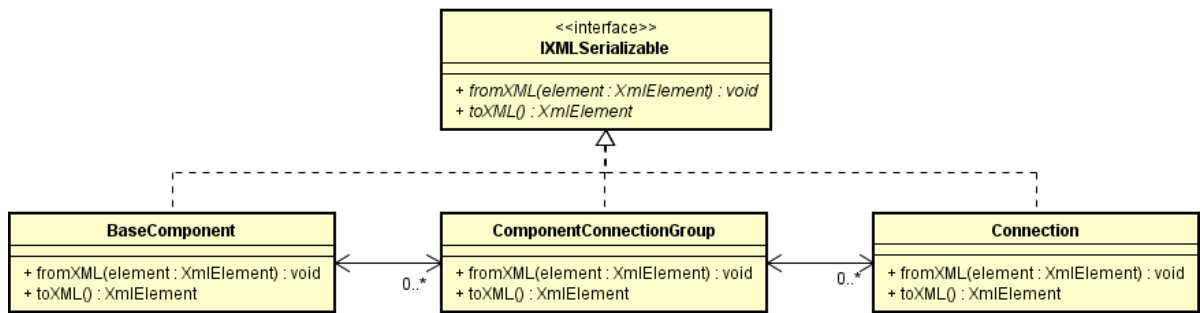 <<interface>>
IXMLSerializable
+ fromXML(element : XmlElement) : void
+ toXML() : XmlElement
BaseComponent
+ fromXML(element : XmlElement) : void
+ toXML() : XmlElement
0..*
ComponentConnectionGroup
+ fromXML(element : XmlElement) : void
+ toXML() : XmlElement
0..*
Connection
+ fromXML(element : XmlElement) : void
+ toXML() : XmlElement